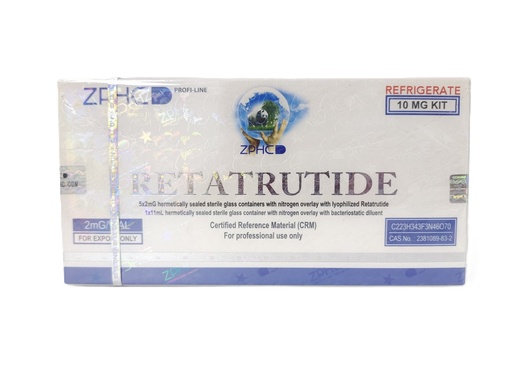 ZPHC PROFI-LINE
REFRIGERATE
10 MG KIT
ZPHC
RETATRUTIDE
5x2mG hermetically sealed sterile glass containers with nitrogen overlay with lyophilized Retatrutide
1x11mL hermetically sealed sterile glass container with nitrogen overlay with bacteriostatic diluent
2mG/VIAL
FOR EXPORT ONLY
Certified Reference Material (CRM)
For professional use only
C223H343F3N46O70
CAS No.: 2381089-83-2